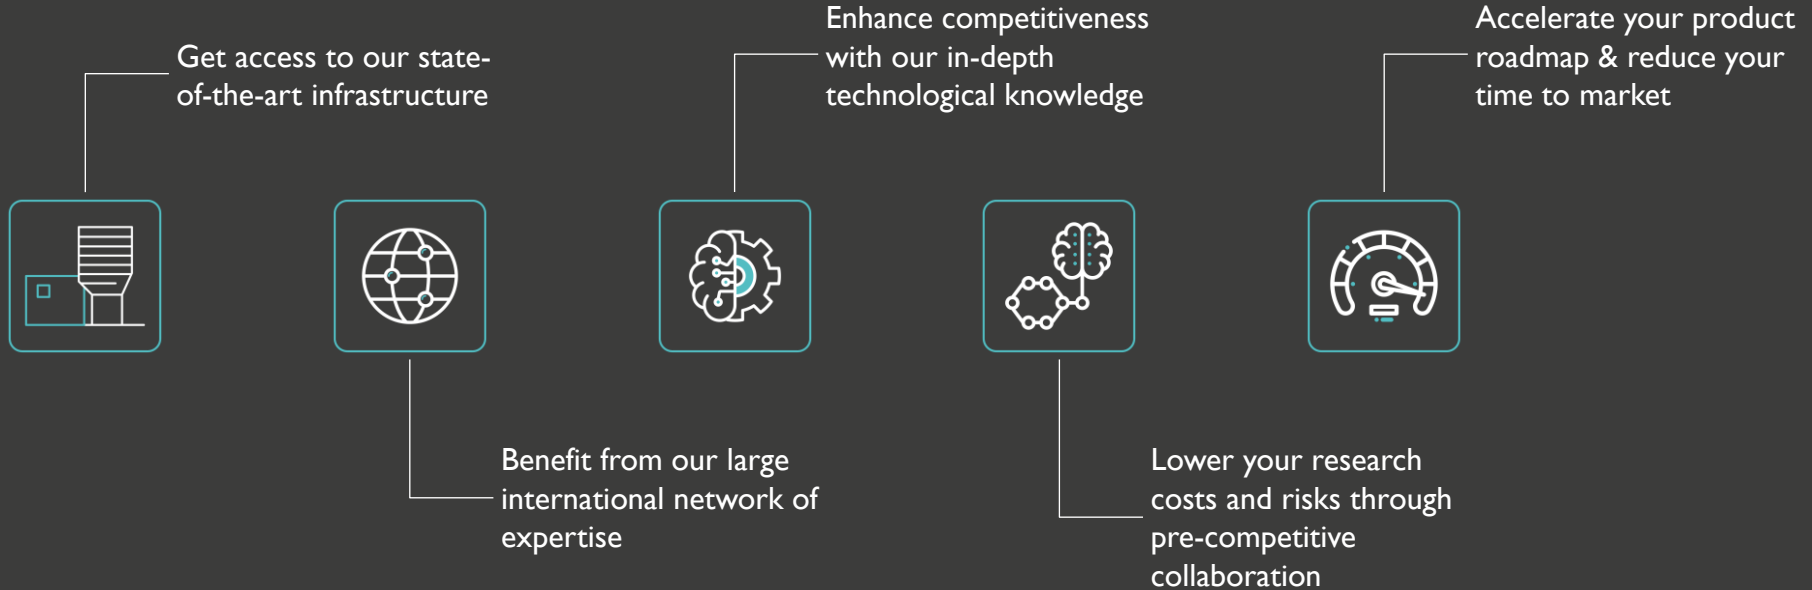 Get access to our state-
of-the-art infrastructure
Benefit from our large
international network of
expertise
Enhance competitiveness
with our in-depth
technological knowledge
Lower your research
costs and risks through
pre-competitive
collaboration
Accelerate your product
roadmap & reduce your
time to market